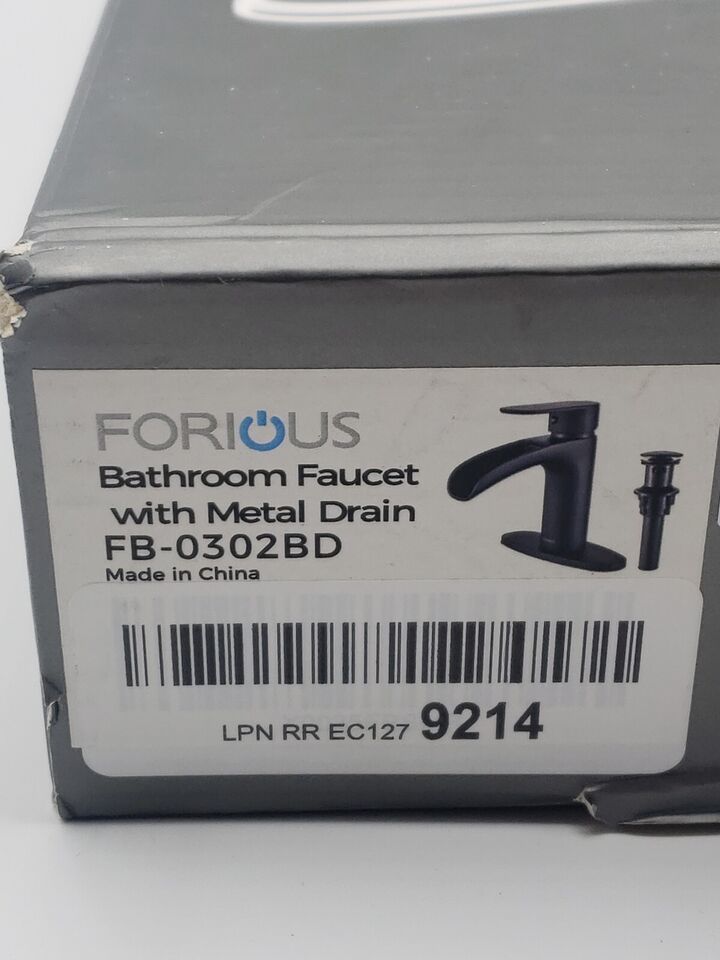 FORIOUS
Bathroom Faucet
with Metal Drain
FB-0302BD
Made in China
LPN RR EC127 9214